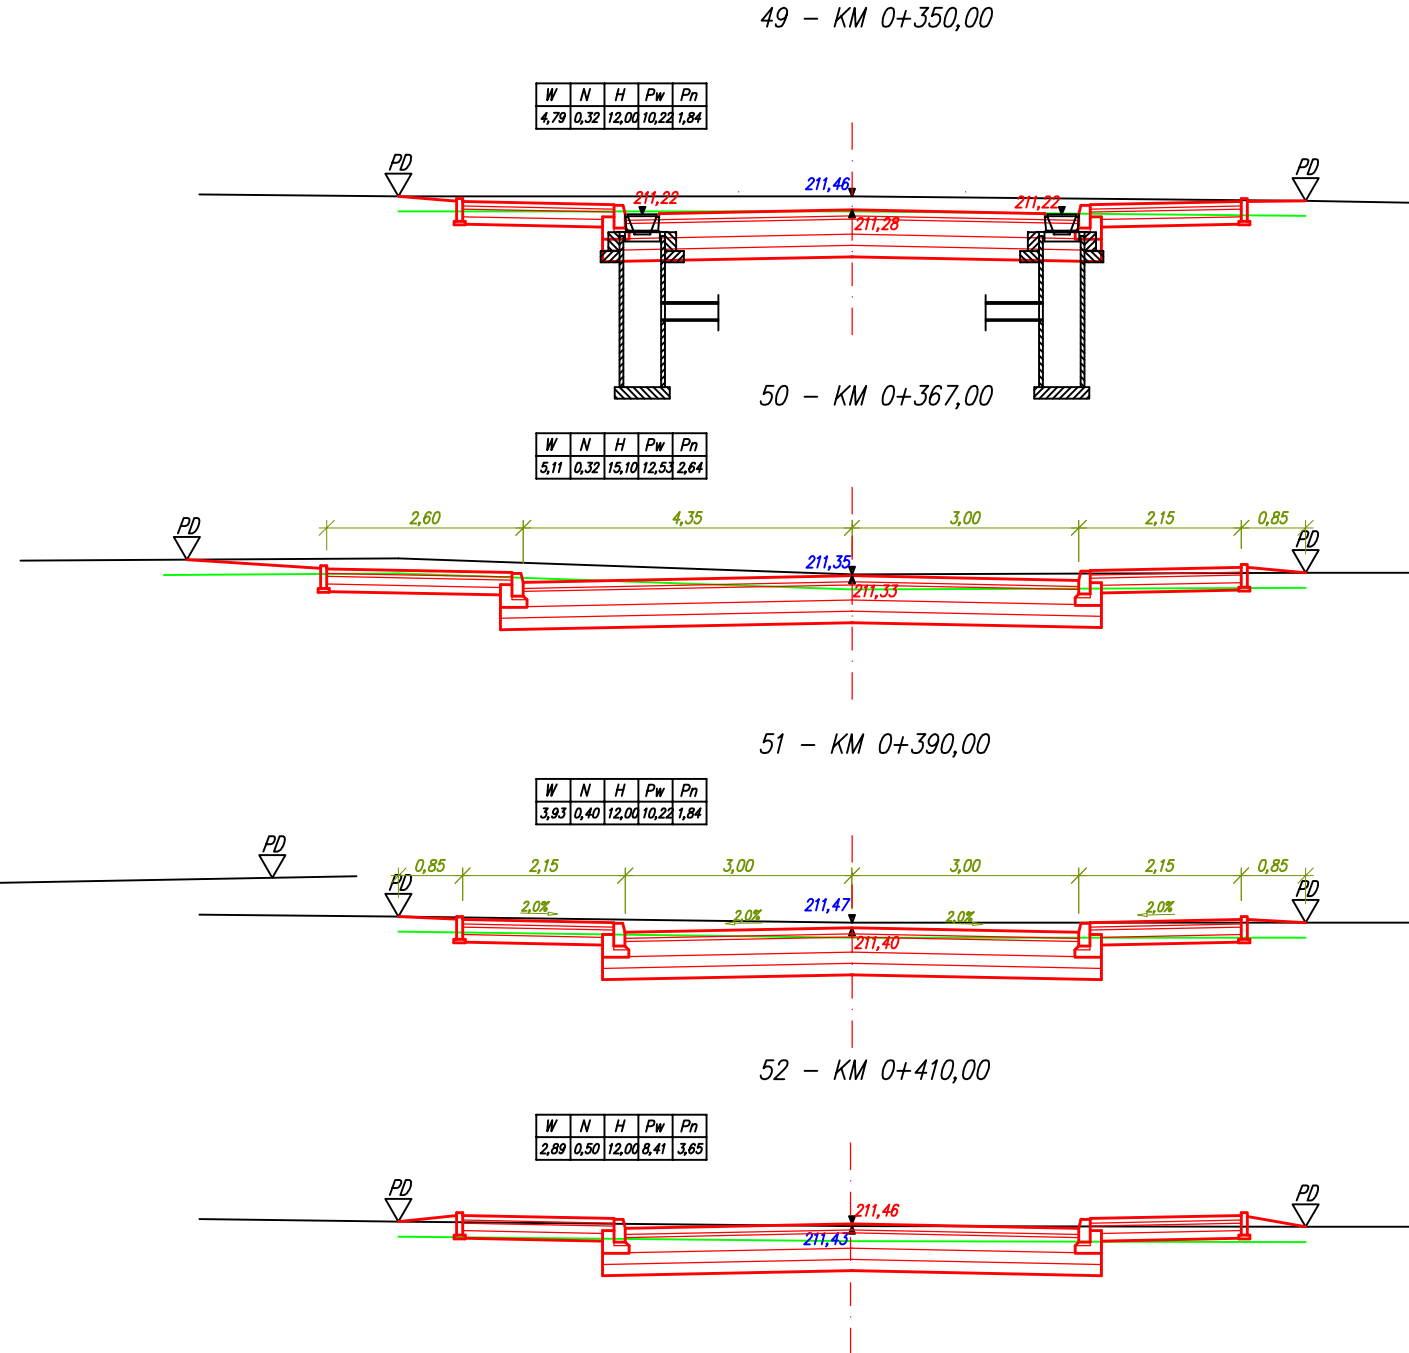 49 - KM 0+350,00
W N H Pw Pn
4,79 0,32 12,00 10,22 1,84
PD 211,46 PD
211,22 211,22
211,28
50 - KM 0+367,00
W N H Pw Pn
5,11 0,32 15,10 12,53 2,64
2,60 4,35 3,00 2,15 0,85
PD PD
211,35
211,33
51 - KM 0+390,00
W N H Pw Pn
3,93 0,40 12,00 10,22 1,84
PD
0,85 2,15 3,00 3,00 2,15 0,85
PD PD
2,0% 2,0% 211,47 2,0% 2,0%
211,40
52 - KM 0+410,00
W N H Pw Pn
2,89 0,50 12,00 8,41 3,65
PD PD
211,46
211,43